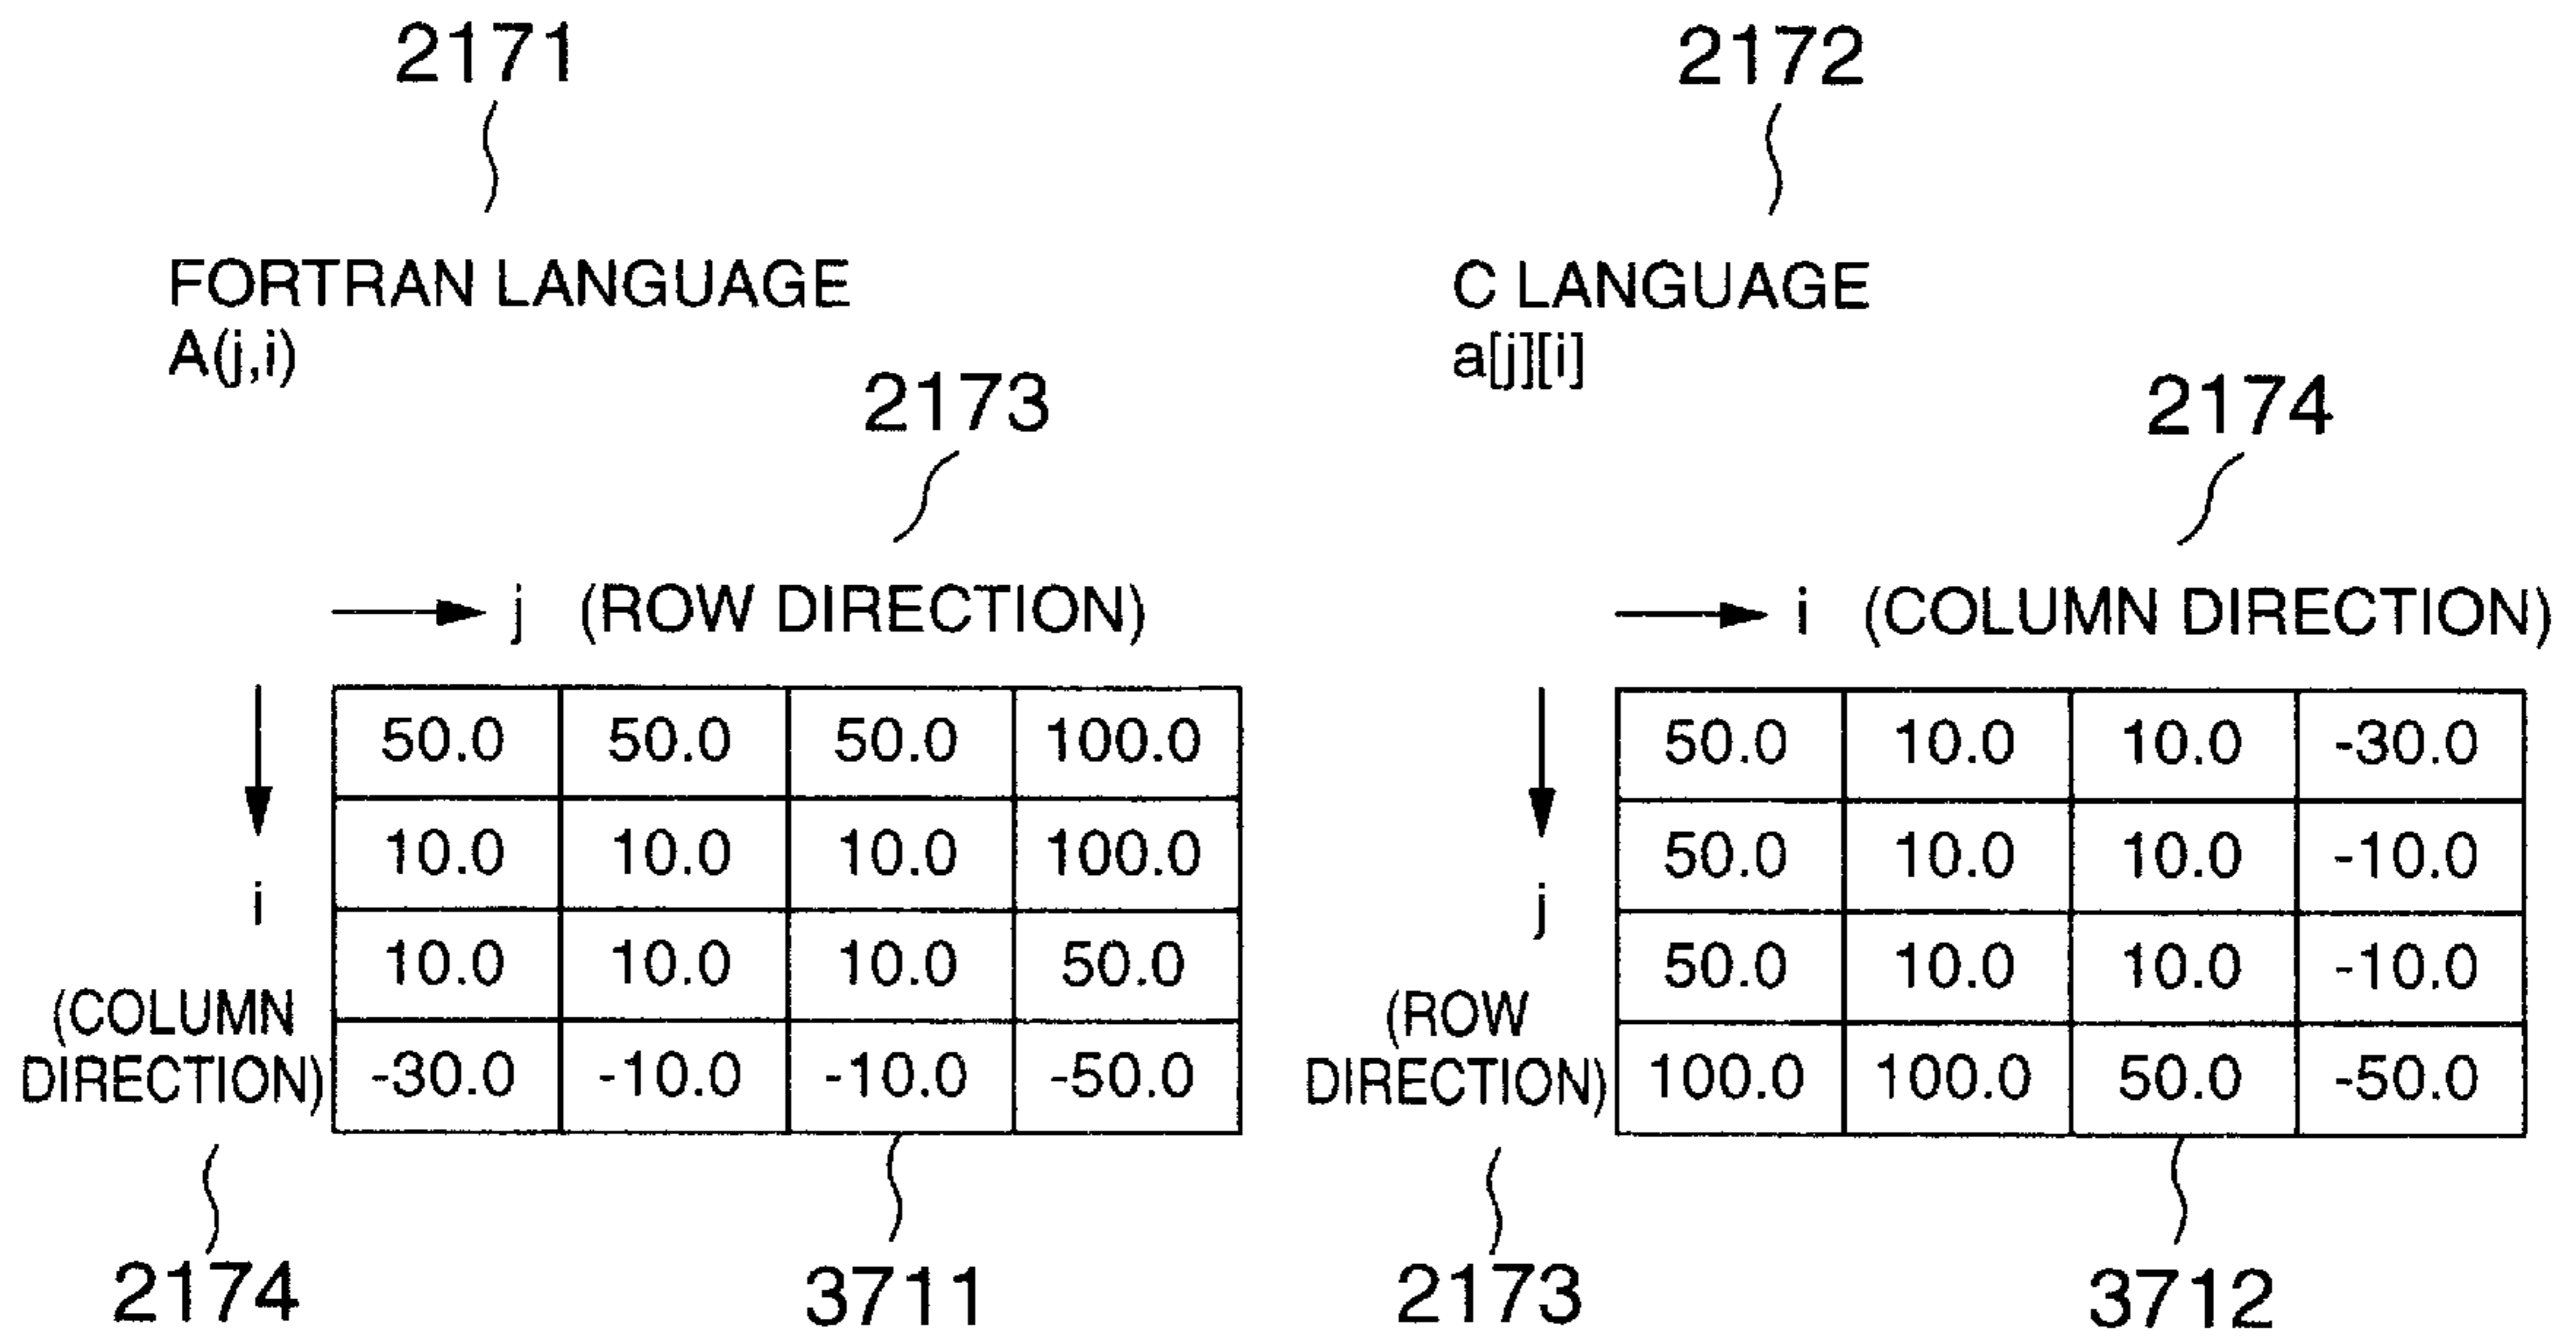 2171
2172
FORTRAN LANGUAGE
A(j,i)
C LANGUAGE
a[j][i]
2173
2174
j (ROW DIRECTION)
i (COLUMN DIRECTION)
50.0 50.0 50.0 100.0
10.0 10.0 10.0 100.0
10.0 10.0 10.0 50.0
-30.0 -10.0 -10.0 -50.0
i
(COLUMN
DIRECTION)
50.0 10.0 10.0 -30.0
50.0 10.0 10.0 -10.0
50.0 10.0 10.0 -10.0
100.0 100.0 50.0 -50.0
j
(ROW
DIRECTION)
2174
3711
2173
3712